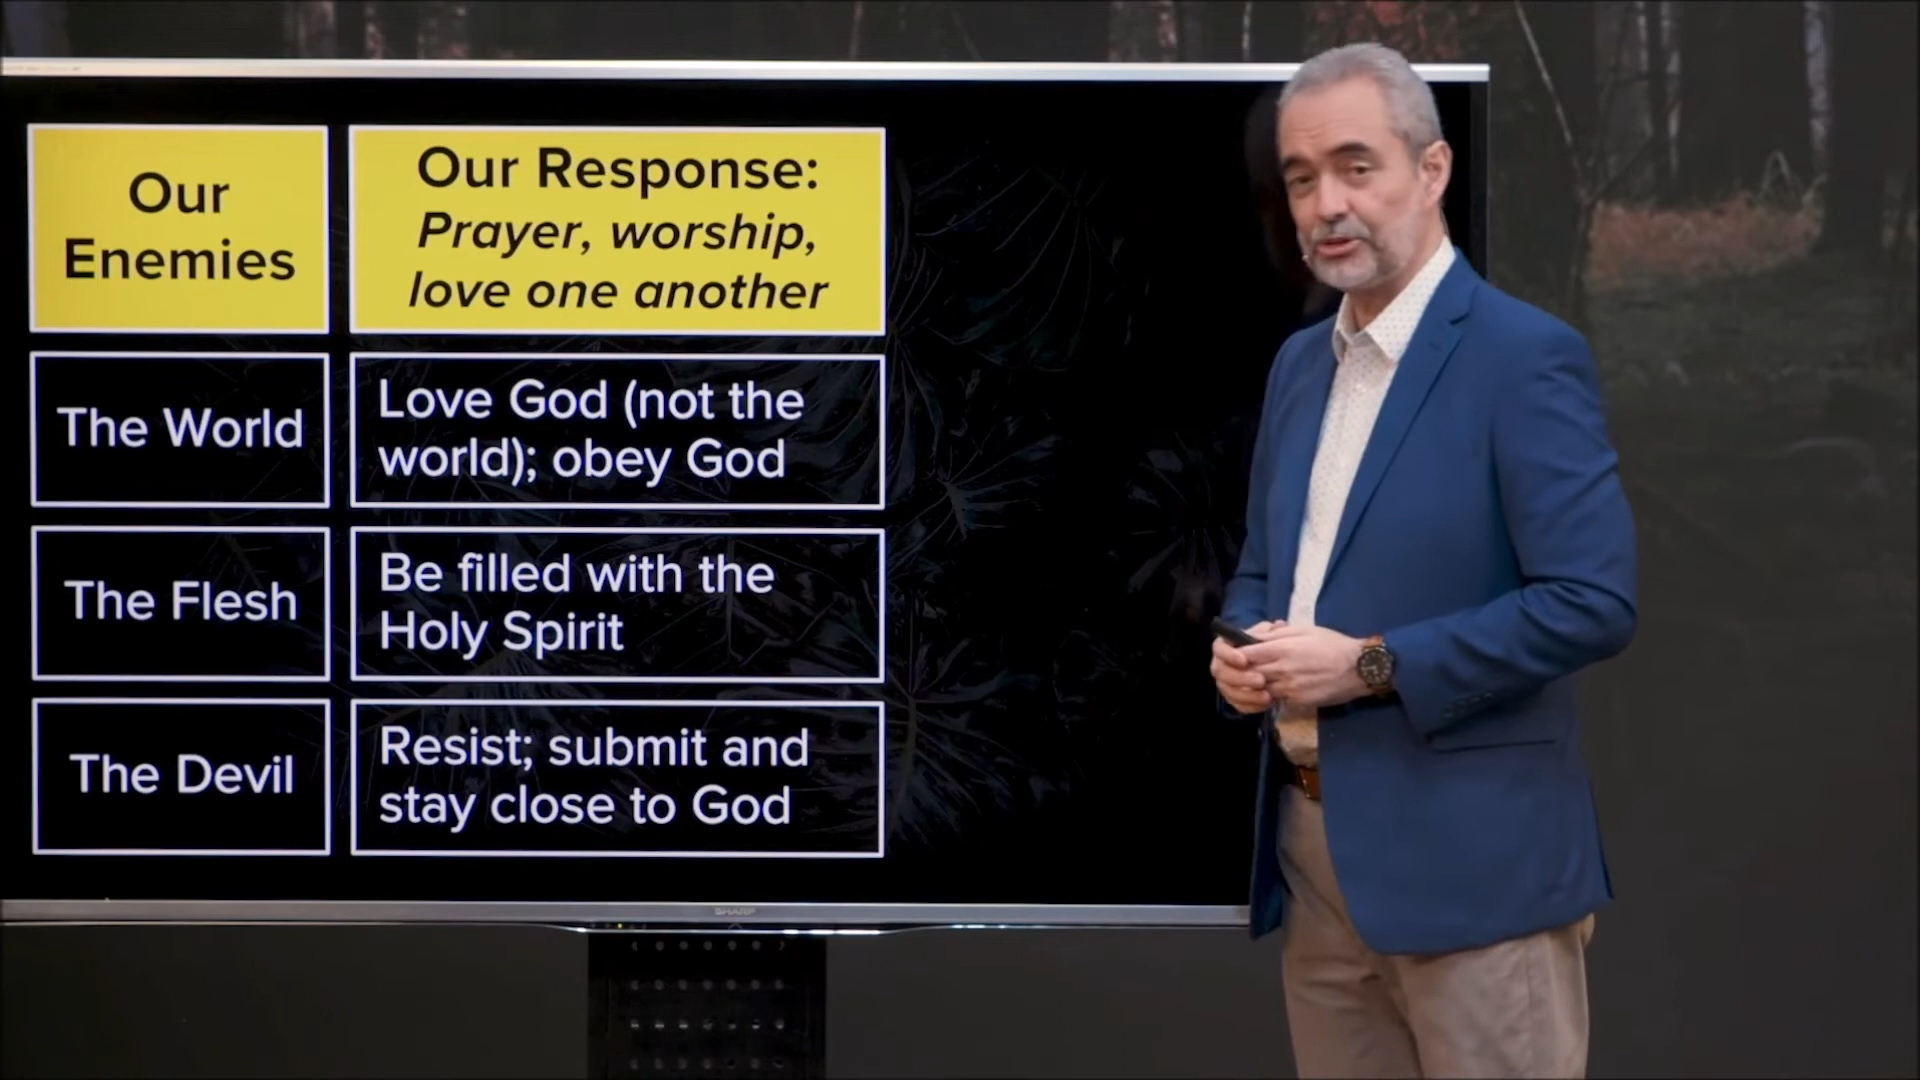 Our
Enemies
Our Response:
Prayer, worship,
love one another
The World
Love God (not the
world); obey God
The Flesh
Be filled with the
Holy Spirit
The Devil
Resist; submit and
stay close to God
SHARP